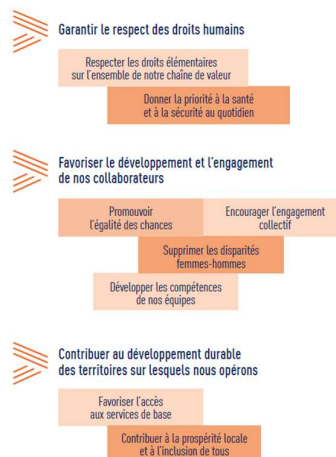 Garantir le respect des droits humains
Respecter les droits élémentaires
sur l'ensemble de notre chaîne de valeur
Donner la priorité à la santé
et à la sécurité au quotidien
Favoriser le développement et l'engagement
de nos collaborateurs
Promouvoir
l'égalité des chances
Encourager l'engagement
collectif
Supprimer les disparités
femmes-hommes
Développer les compétences
de nos équipes
Contribuer au développement durable
des territoires sur lesquels nous opérons
Favoriser l'accès
aux services de base
Contribuer à la prospérité locale
et à l'inclusion de tous